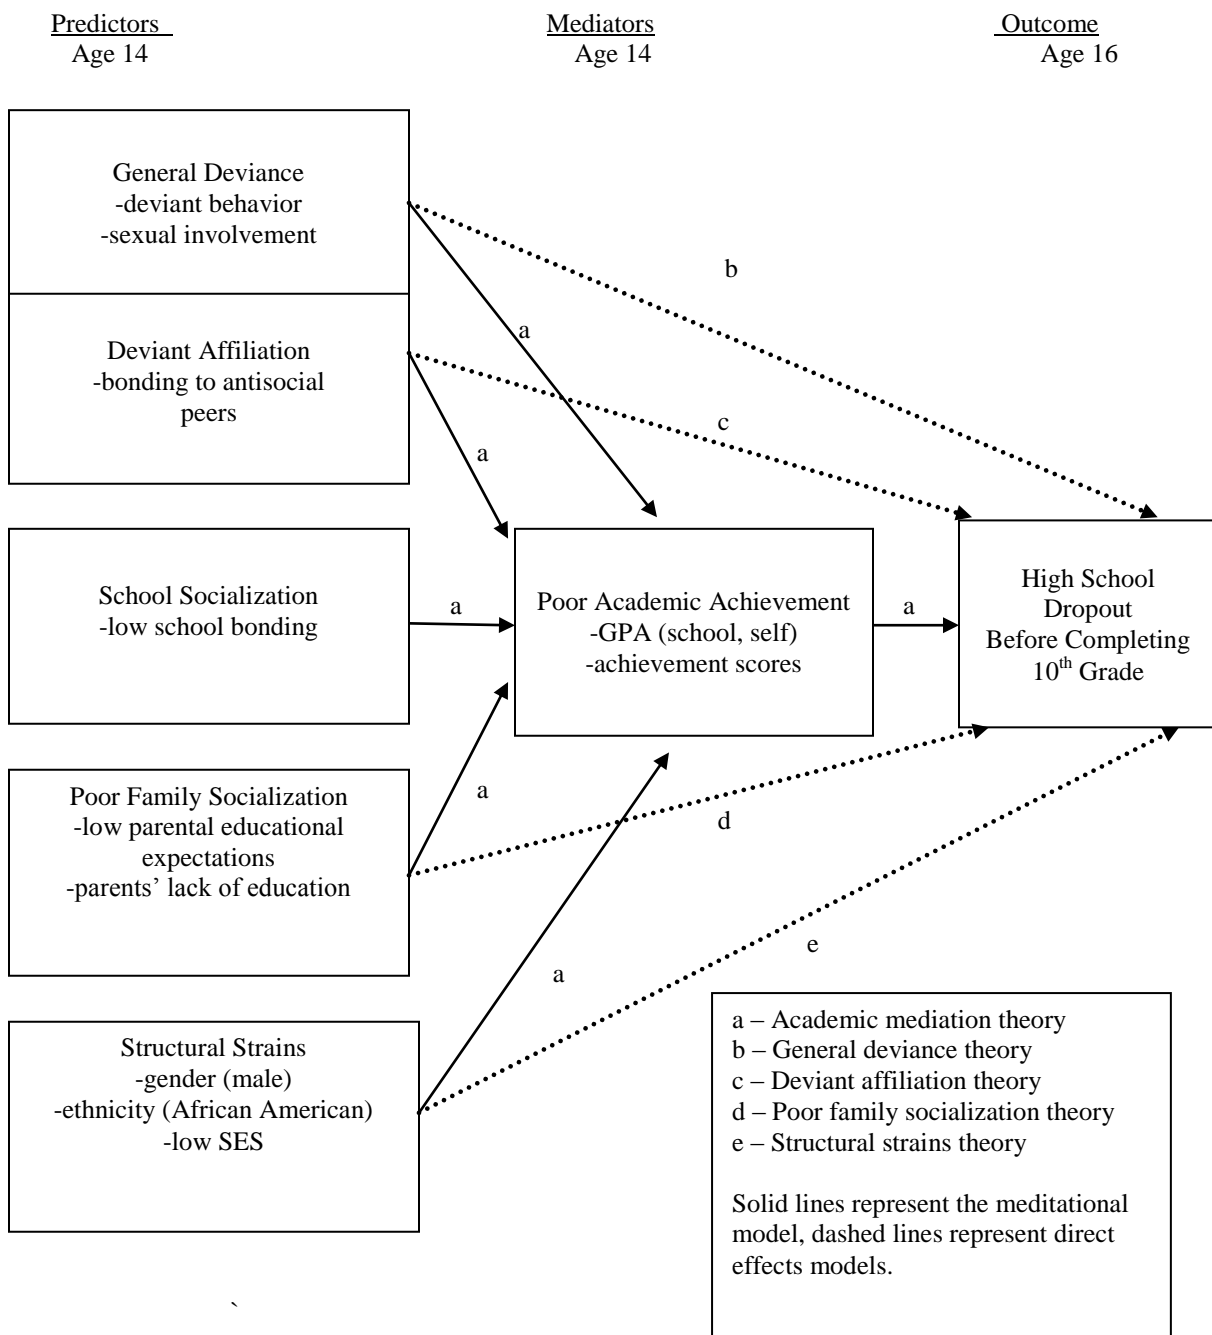 Predictors
Age 14
Mediators
Age 14
Outcome
Age 16
General Deviance
-deviant behavior
-sexual involvement
b
a
Deviant Affiliation
-bonding to antisocial
peers
c
a
School Socialization
-low school bonding
a
Poor Academic Achievement
-GPA (school, self)
-achievement scores
a
High School
Dropout
Before Completing
10th Grade
Poor Family Socialization
-low parental educational
expectations
-parents’ lack of education
a
d
e
a
Structural Strains
-gender (male)
-ethnicity (African American)
-low SES
a – Academic mediation theory
b – General deviance theory
c – Deviant affiliation theory
d – Poor family socialization theory
e – Structural strains theory
Solid lines represent the meditational
model, dashed lines represent direct
effects models.
`